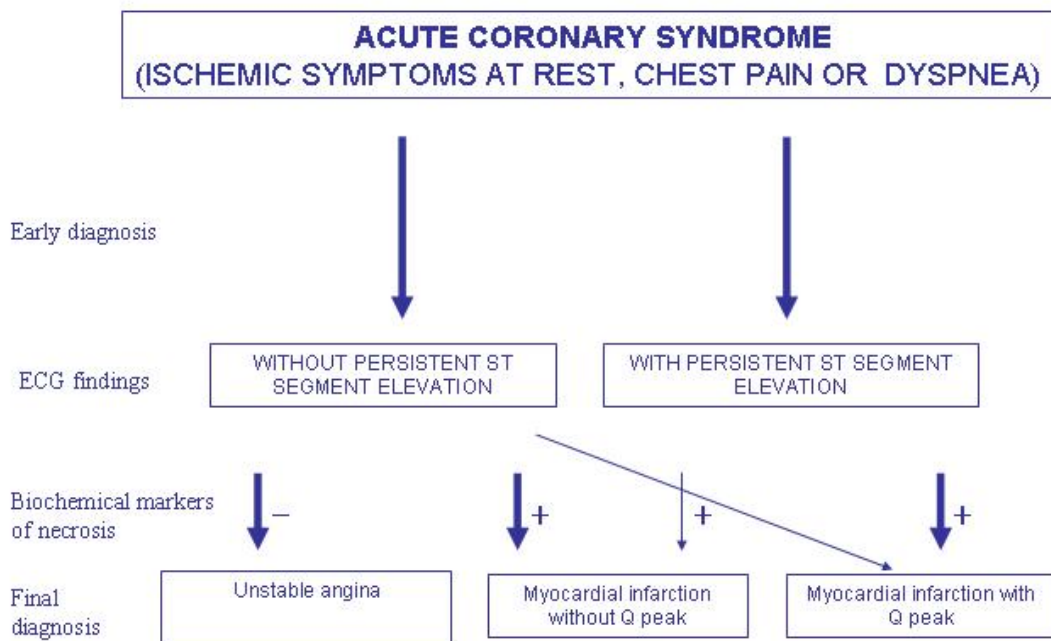 ACUTE CORONARY SYNDROME
(ISCHEMIC SYMPTOMS AT REST, CHEST PAIN OR DYSPNEA)
Early diagnosis
ECG findings
WITHOUT PERSISTENT ST
SEGMENT ELEVATION
WITH PERSISTENT ST SEGMENT
ELEVATION
Biochemical markers
of necrosis
–
+
+
+
Final
diagnosis
Unstable angina
Myocardial infarction
without Q peak
Myocardial infarction with
Q peak